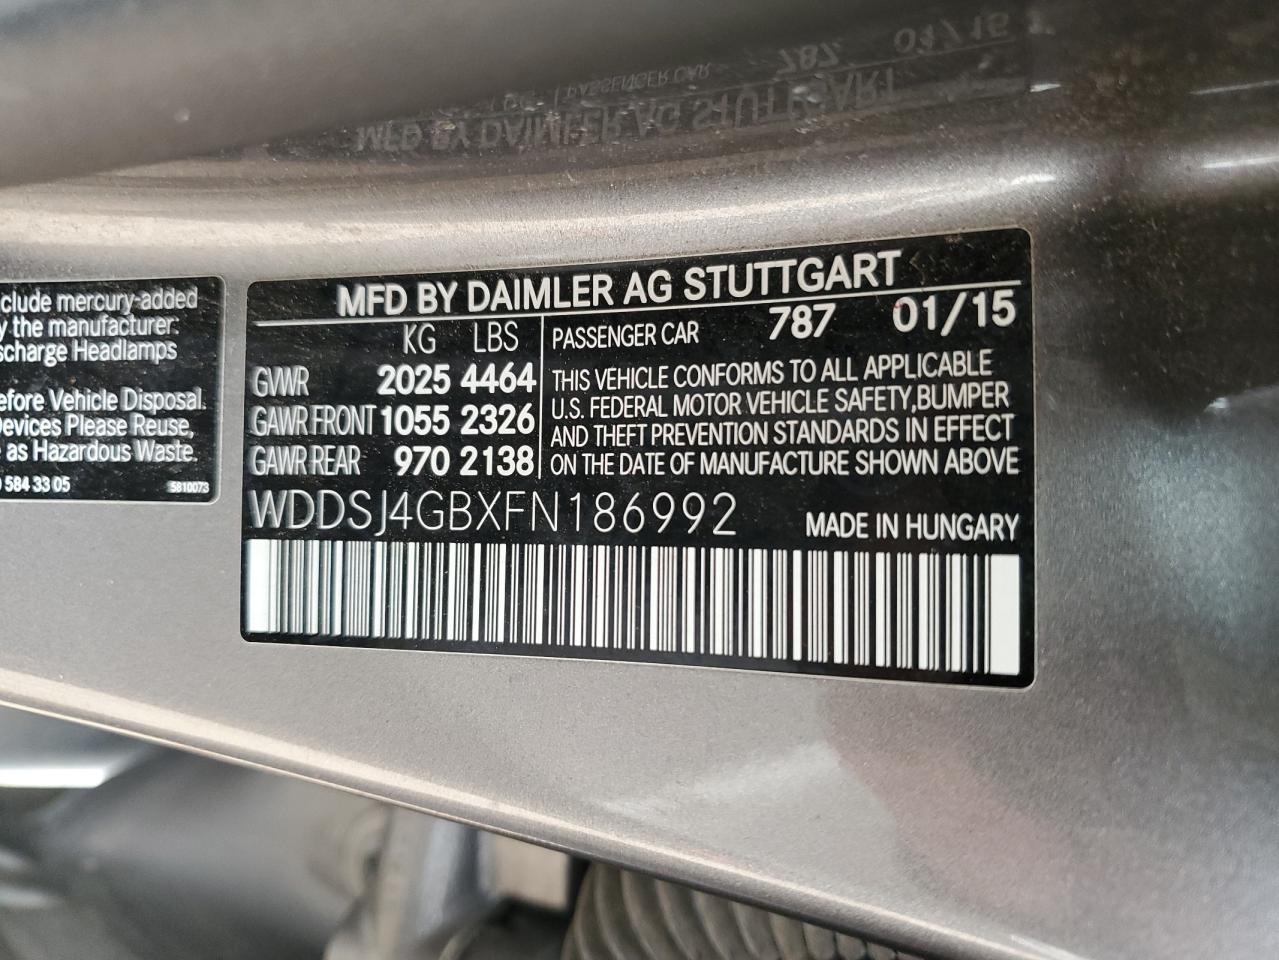 MFD BY DAIMLER AG STUTTGART
787 01/15
PASSENGER CAR
KG LBS
GVWR 2025 4464
GAWR FRONT 1055 2326
GAWR REAR 970 2138
THIS VEHICLE CONFORMS TO ALL APPLICABLE
U.S. FEDERAL MOTOR VEHICLE SAFETY, BUMPER
AND THEFT PREVENTION STANDARDS IN EFFECT
ON THE DATE OF MANUFACTURE SHOWN ABOVE
WDDSJ4GBXFN186992
MADE IN HUNGARY
clude mercury-added
y the manufacturer.
scharge Headlamps
efore Vehicle Disposal.
Devices Please Reuse,
as Hazardous Waste.
584 33 05
5810073